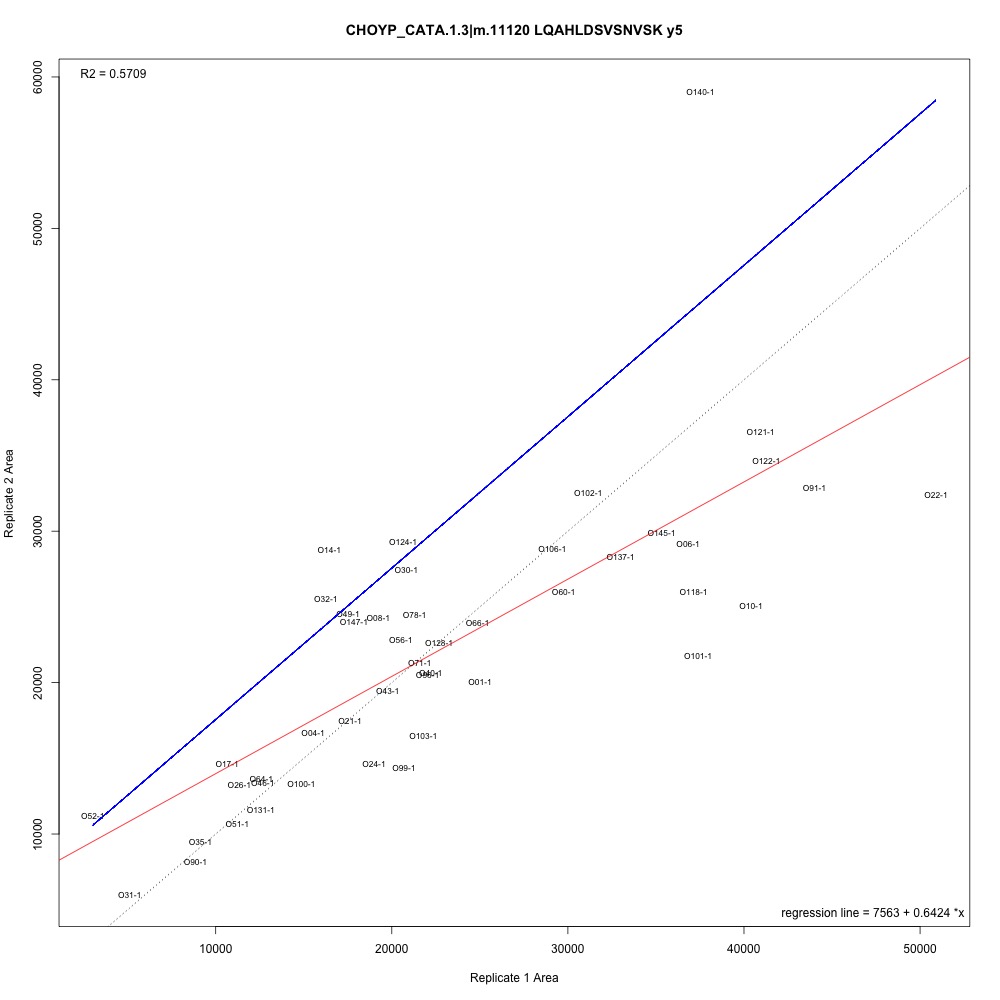 CHOYP_CATA.1.3|m.11120 LQAHLDSVSNVSK y5
R2 = 0.5709
60000
50000
40000
30000
20000
10000
Replicate 2 Area
O140-1
O121-1
O122-1
O91-1
O22-1
O102-1
O145-1
O124-1
O14-1
O106-1
O06-1
O137-1
O30-1
O32-1
O60-1
O118-1
O10-1
O49-1
O78-1
O08-1
O147-1
O66-1
O56-1
O128-1
O101-1
O71-1
O40-1
O01-1
O43-1
O21-1
O04-1
O103-1
O17-1
O24-1
O99-1
O64-1
O46-1
O26-1
O100-1
O131-1
O52-1
O51-1
O35-1
O90-1
O31-1
regression line = 7563 + 0.6424 *x
10000
20000
30000
40000
50000
Replicate 1 Area